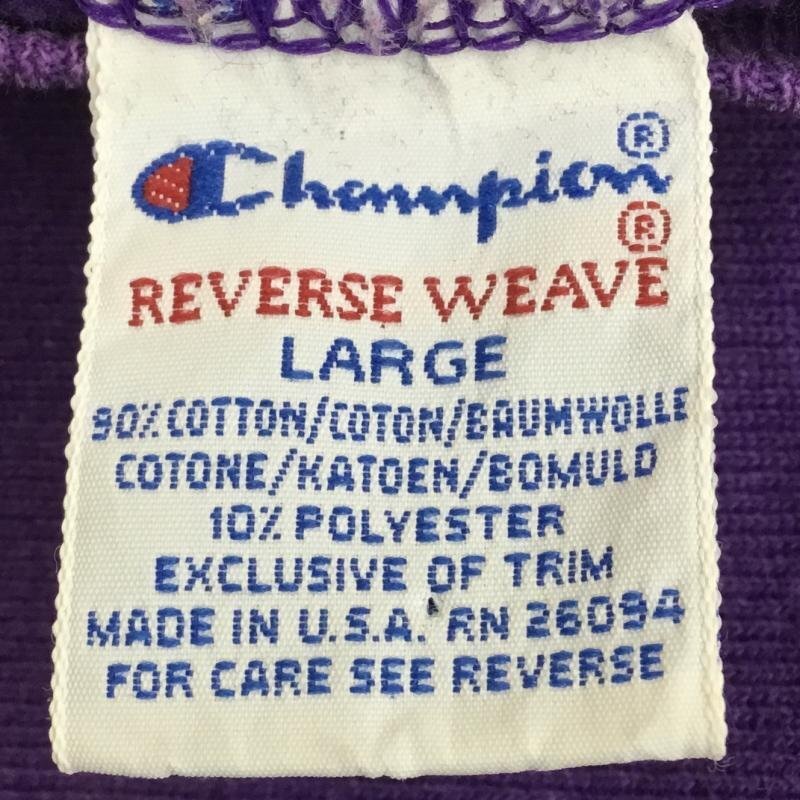 Champion®
®
REVERSE WEAVE
LARGE
90% COTTON/COTON/BAUMWOLLE
COTONE/KATOEN/BOMULD
10% POLYESTER
EXCLUSIVE OF TRIM
MADE IN U.S.A. RN 26094
FOR CARE SEE REVERSE